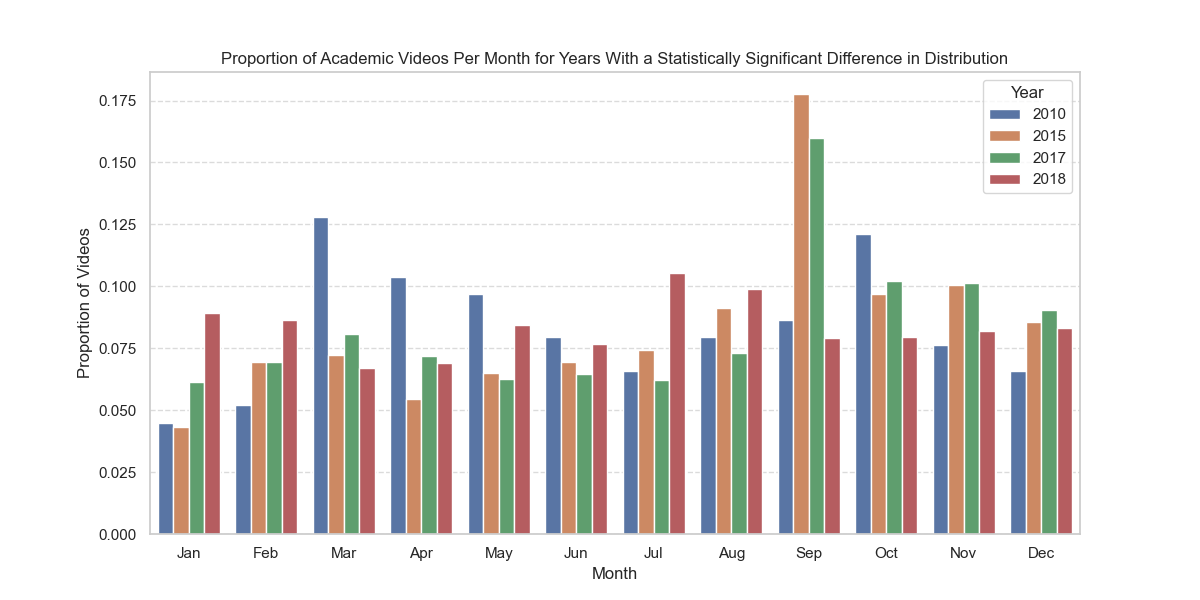 Proportion of Academic Videos Per Month for Years With a Statistically Significant Difference in Distribution
Year
2010
2015
2017
2018
Proportion of Videos
0.175
0.150
0.125
0.100
0.075
0.050
0.025
0.000
Jan Feb Mar Apr May Jun Jul Aug Sep Oct Nov Dec
Month